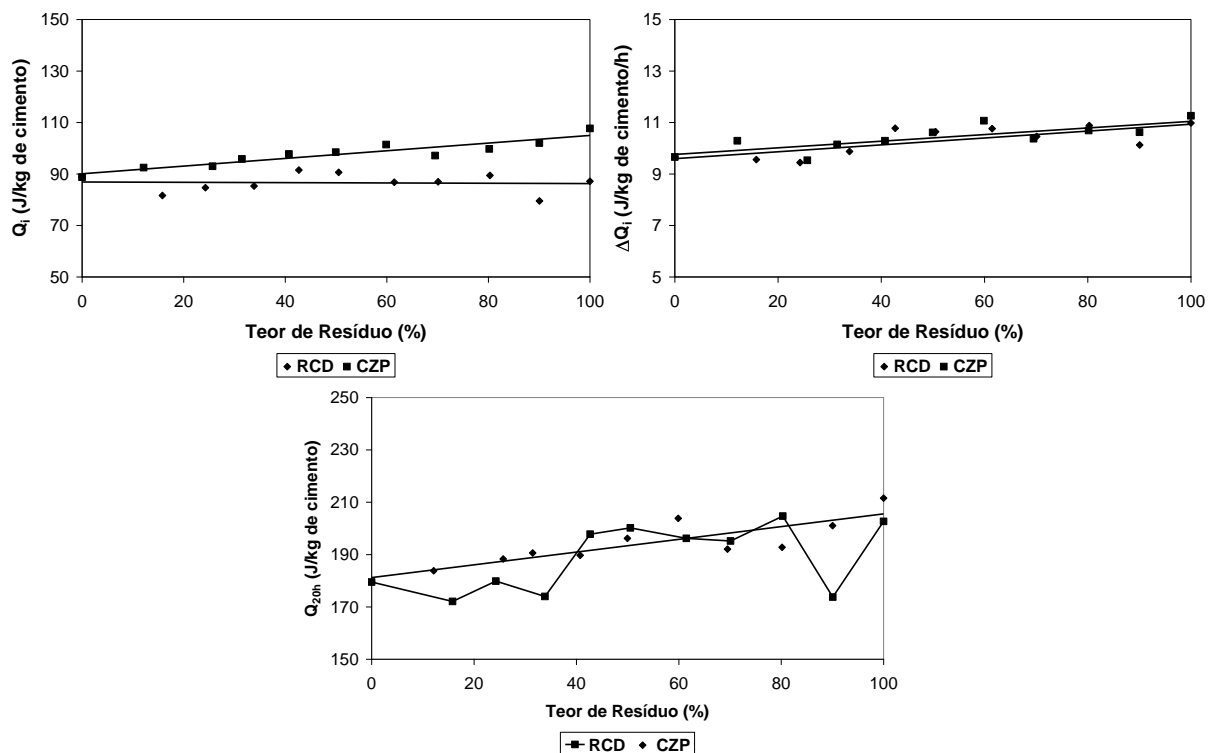 150
130
110
90
70
50
Q_i (J/kg de cimento)
0 20 40 60 80 100
Teor de Resíduo (%)
RCD CZP
15
13
11
9
7
5
ΔQ_i (J/kg de cimento/h)
0 20 40 60 80 100
Teor de Resíduo (%)
RCD CZP
250
230
210
190
170
150
Q_20h (J/kg de cimento)
0 20 40 60 80 100
Teor de Resíduo (%)
RCD CZP